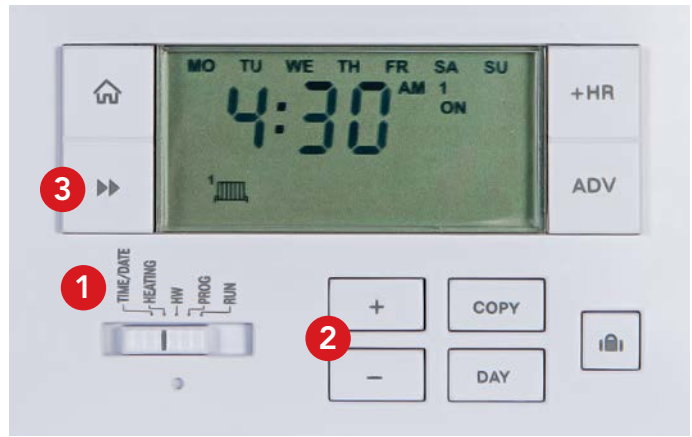 MO TU WE TH FR SA SU
4:30 AM 1
ON
1
+HR
3
ADV
1
TIME/DATE
HEATING
HW
PROG
RUN
2
+
COPY
−
DAY